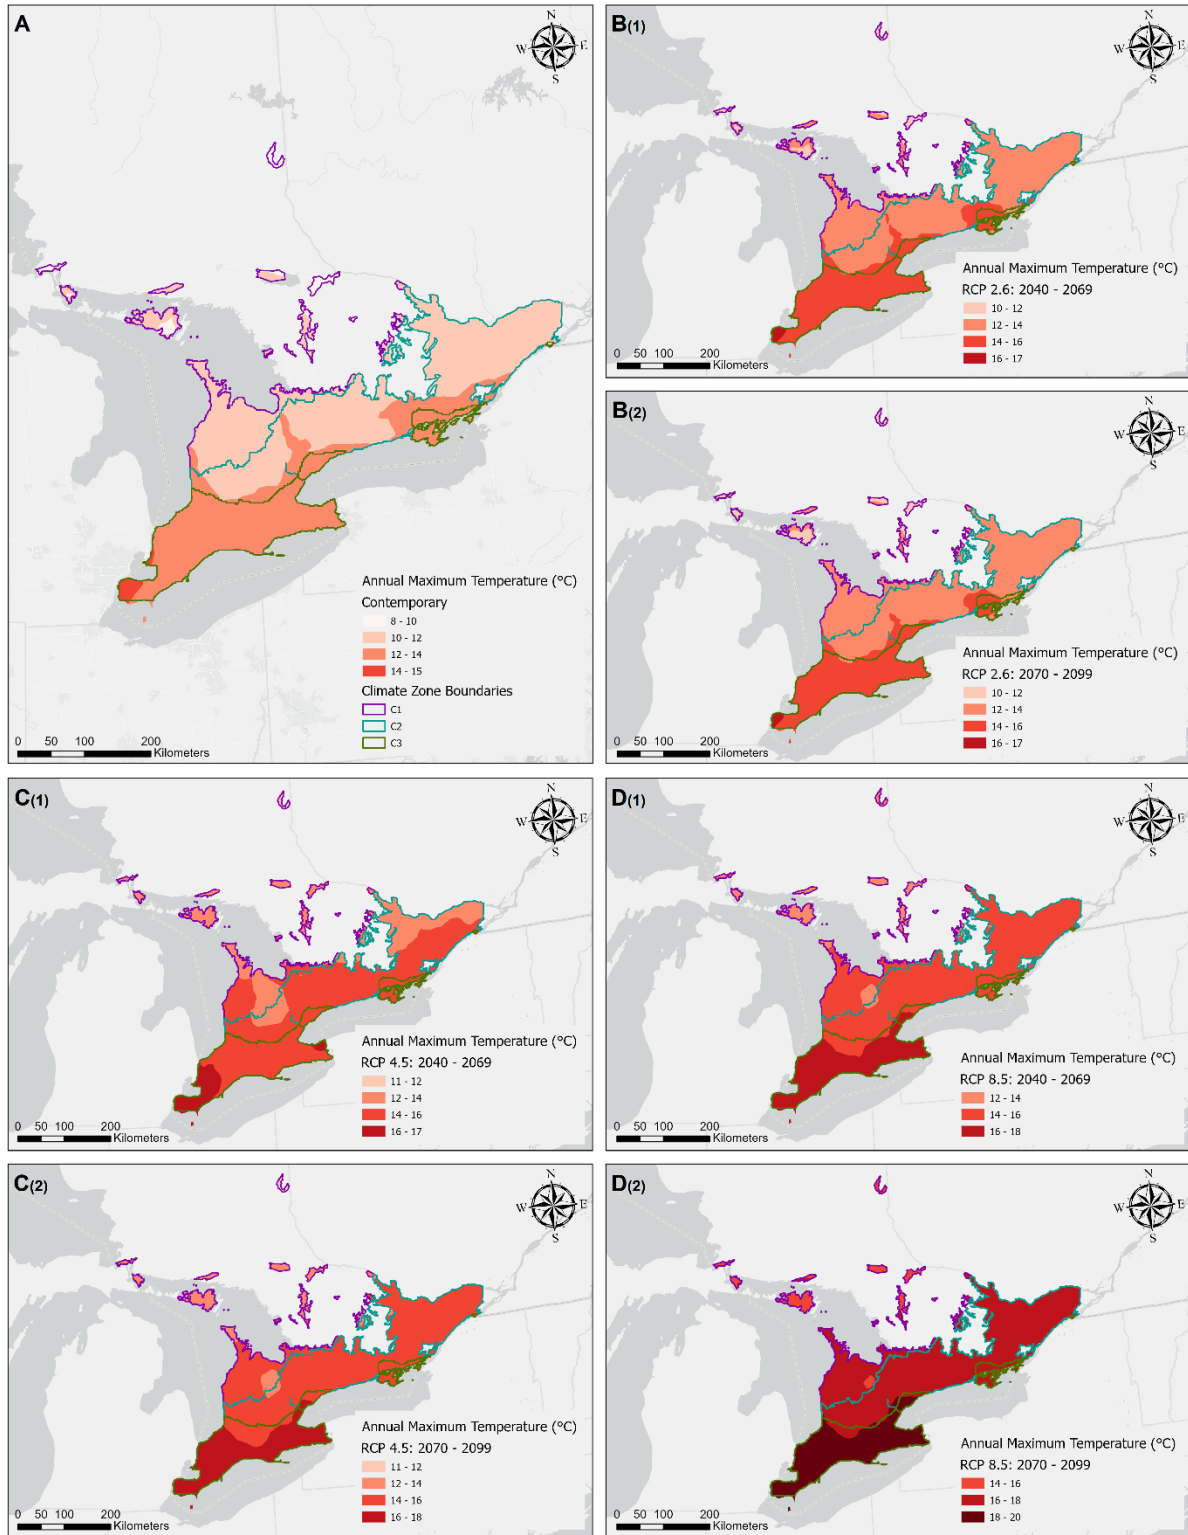 A
N
W
E
S
Annual Maximum Temperature (°C)
Contemporary
8 - 10
10 - 12
12 - 14
14 - 15
Climate Zone Boundaries
C1
C2
C3
0 50 100 200
Kilometers
B(1)
N
W
E
S
Annual Maximum Temperature (°C)
RCP 2.6: 2040 - 2069
10 - 12
12 - 14
14 - 16
16 - 17
0 50 100 200
Kilometers
B(2)
N
W
E
S
Annual Maximum Temperature (°C)
RCP 2.6: 2070 - 2099
10 - 12
12 - 14
14 - 16
16 - 17
0 50 100 200
Kilometers
C(1)
N
W
E
S
Annual Maximum Temperature (°C)
RCP 4.5: 2040 - 2069
11 - 12
12 - 14
14 - 16
16 - 17
0 50 100 200
Kilometers
D(1)
N
W
E
S
Annual Maximum Temperature (°C)
RCP 8.5: 2040 - 2069
12 - 14
14 - 16
16 - 18
0 50 100 200
Kilometers
C(2)
N
W
E
S
Annual Maximum Temperature (°C)
RCP 4.5: 2070 - 2099
11 - 12
12 - 14
14 - 16
16 - 18
0 50 100 200
Kilometers
D(2)
N
W
E
S
Annual Maximum Temperature (°C)
RCP 8.5: 2070 - 2099
14 - 16
16 - 18
18 - 20
0 50 100 200
Kilometers